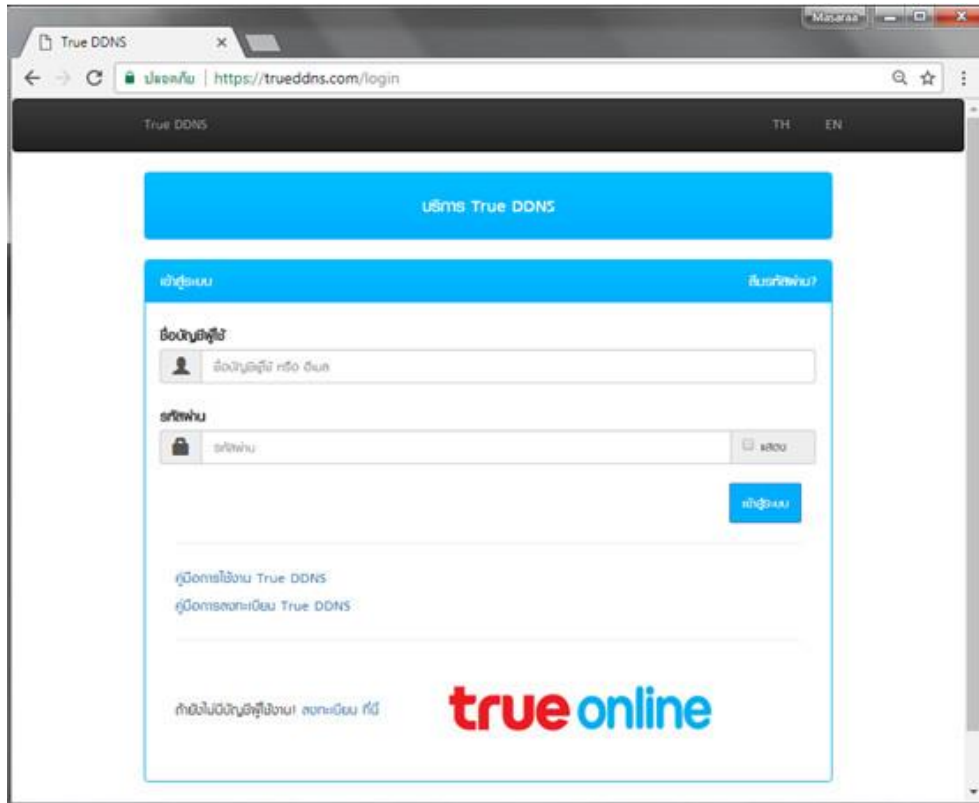 Masaraa
True DDNS
ปลอดภัย | https://trueddns.com/login
True DDNS TH EN
บริการ True DDNS
เข้าสู่ระบบ ลืมรหัสผ่าน?
ชื่อบัญชีผู้ใช้
ชื่อบัญชีผู้ใช้ หรือ อีเมล
รหัสผ่าน
รหัสผ่าน แสดง
เข้าสู่ระบบ
คู่มือการใช้งาน True DDNS
คู่มือการลงทะเบียน True DDNS
ถ้ายังไม่มีบัญชีผู้ใช้งาน! ลงทะเบียน ที่นี่
true online